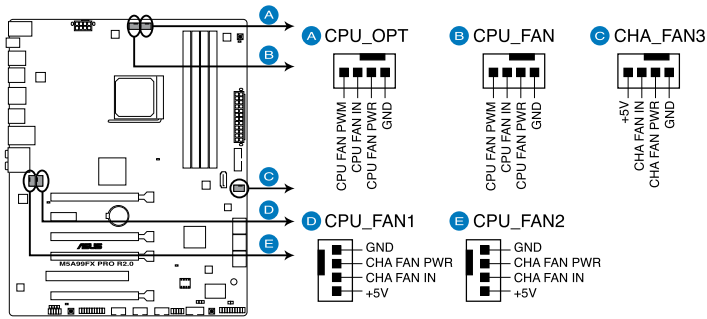 A
B
C
D
E
/ISUS
M5A99FX PRO R2.0
A CPU_OPT
CPU FAN PWM
CPU FAN IN
CPU FAN PWR
GND
B CPU_FAN
CPU FAN PWM
CPU FAN IN
CPU FAN PWR
GND
C CHA_FAN3
+5V
CHA FAN IN
CHA FAN PWR
GND
D CPU_FAN1
GND
CHA FAN PWR
CHA FAN IN
+5V
E CPU_FAN2
GND
CHA FAN PWR
CHA FAN IN
+5V